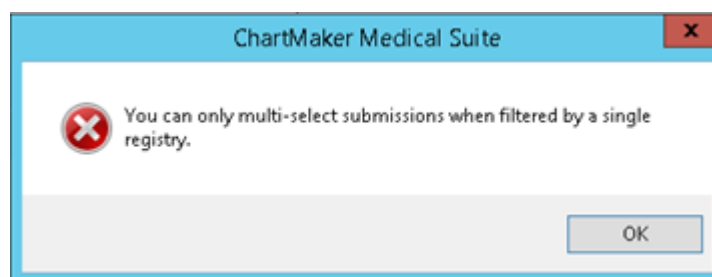 ChartMaker Medical Suite
x
You can only multi-select submissions when filtered by a single
registry.
OK